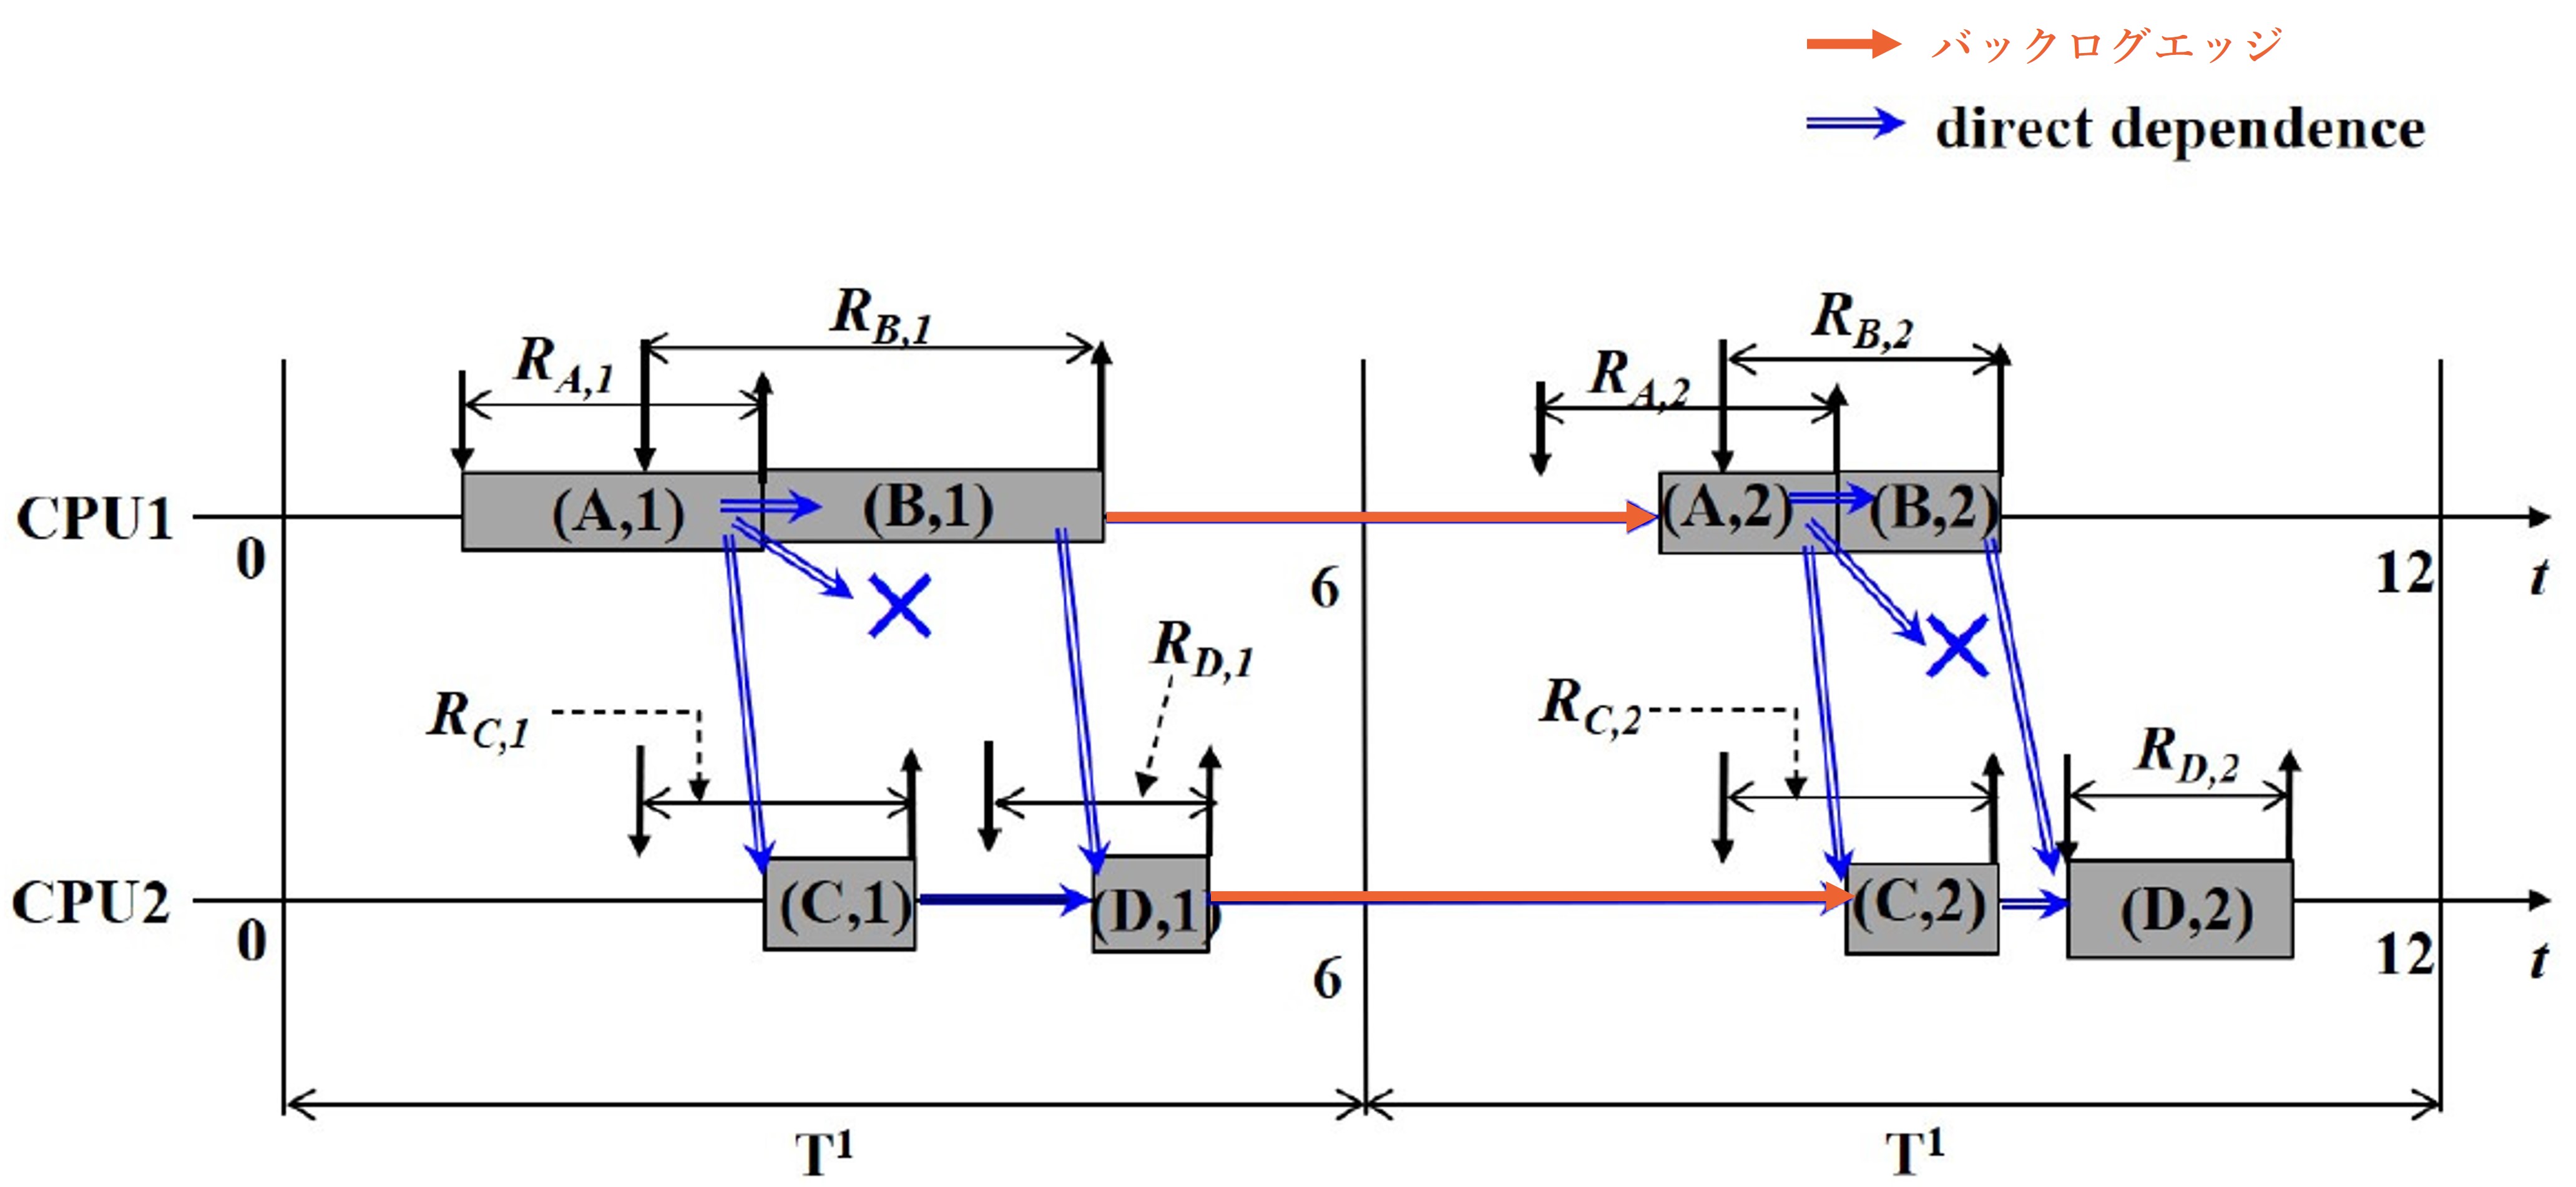 バックログエッジ
direct dependence
R_{B,1}
R_{A,1}
R_{B,2}
R_{A,2}
CPU1
(A,1)
(B,1)
(A,2)
(B,2)
0
6
12
t
R_{C,1}
R_{D,1}
R_{C,2}
R_{D,2}
CPU2
(C,1)
(D,1)
(C,2)
(D,2)
0
6
12
t
T¹
T¹